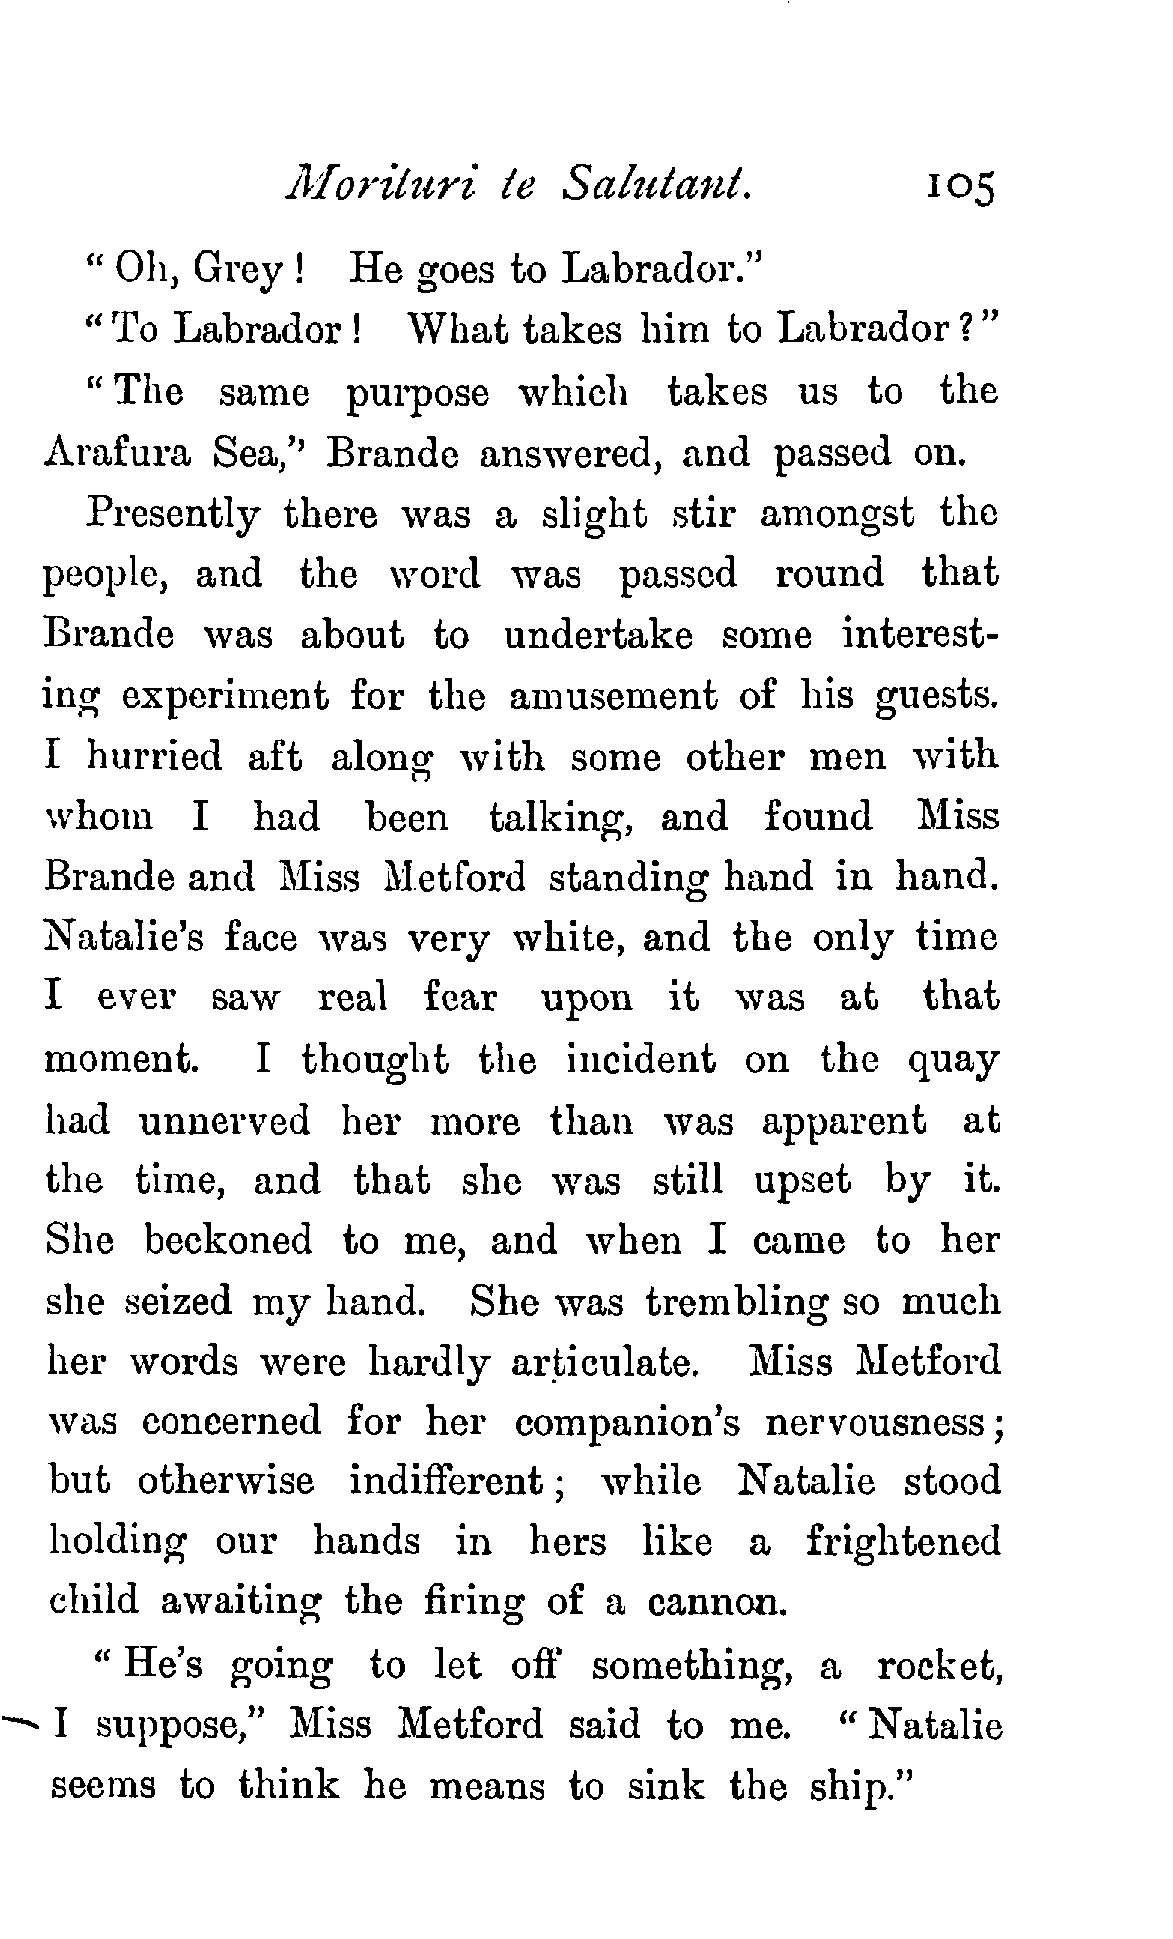 Morituri te Salutant. 105
“Oh, Grey! He goes to Labrador.”
“To Labrador! What takes him to Labrador?”
“The same purpose which takes us to the
Arafura Sea,” Brande answered, and passed on.
Presently there was a slight stir amongst the
people, and the word was passed round that
Brande was about to undertake some interest-
ing experiment for the amusement of his guests.
I hurried aft along with some other men with
whom I had been talking, and found Miss
Brande and Miss Metford standing hand in hand.
Natalie’s face was very white, and the only time
I ever saw real fear upon it was at that
moment. I thought the incident on the quay
had unnerved her more than was apparent at
the time, and that she was still upset by it.
She beckoned to me, and when I came to her
she seized my hand. She was trembling so much
her words were hardly articulate. Miss Metford
was concerned for her companion’s nervousness;
but otherwise indifferent; while Natalie stood
holding our hands in hers like a frightened
child awaiting the firing of a cannon.
“He’s going to let off something, a rocket,
I suppose,” Miss Metford said to me. “Natalie
seems to think he means to sink the ship.”